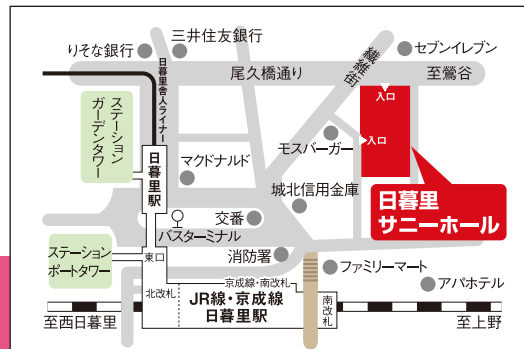 三井住友銀行
りそな銀行
セブンイレブン
尾久橋通り
至鶯谷
繊維街
日暮里舎人ライナー
入口
ステーション
ガーデンタワー
入口
モスバーガー
日暮里駅
マクドナルド
城北信用金庫
日暮里
サニーホール
交番
バスターミナル
ステーション
ポートタワー
東口
消防署
ファミリーマート
京成線・南改札
アパホテル
北改札
JR線・京成線
日暮里駅
南改札
至西日暮里
至上野